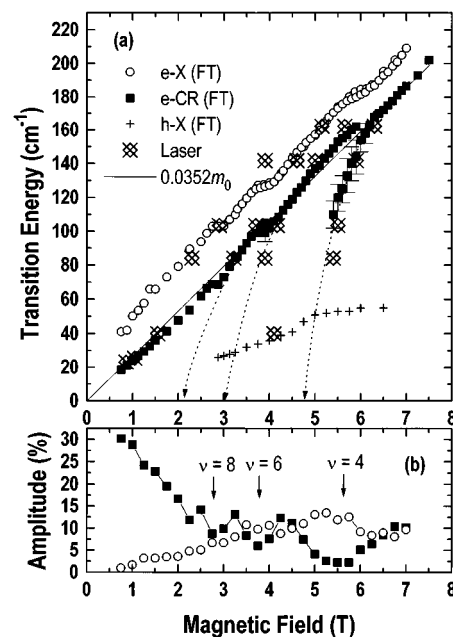 (a)
e-X (FT)
e-CR (FT)
h-X (FT)
Laser
0.0352m0
Transition Energy (cm-1)
220
200
180
160
140
120
100
80
60
40
20
0
0 1 2 3 4 5 6 7 8
(b)
ν = 8 ν = 6 ν = 4
Amplitude (%)
35
30
25
20
15
10
5
0
0 1 2 3 4 5 6 7 8
Magnetic Field (T)